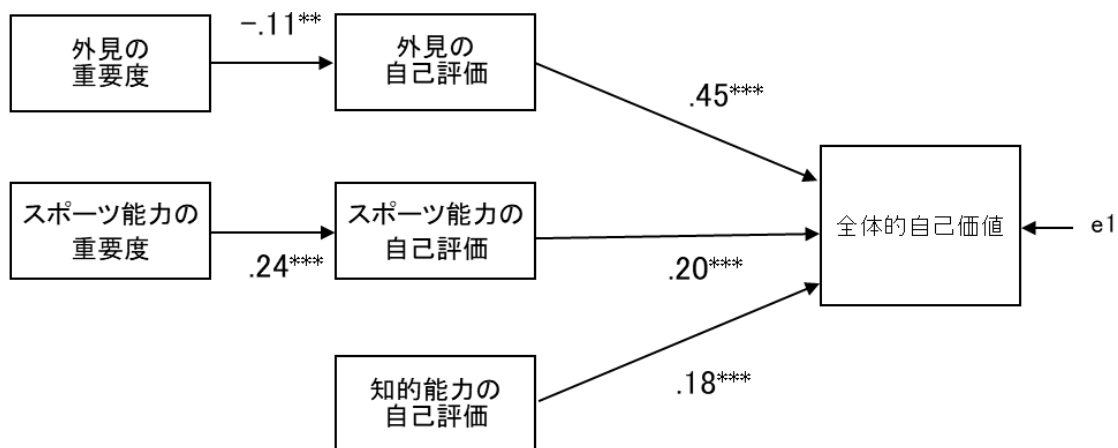 -.11**
外見の
重要度
外見の
自己評価
.45***
スポーツ能力の
重要度
.24***
スポーツ能力の
自己評価
.20***
全体的自己価値
e1
知的能力の
自己評価
.18***